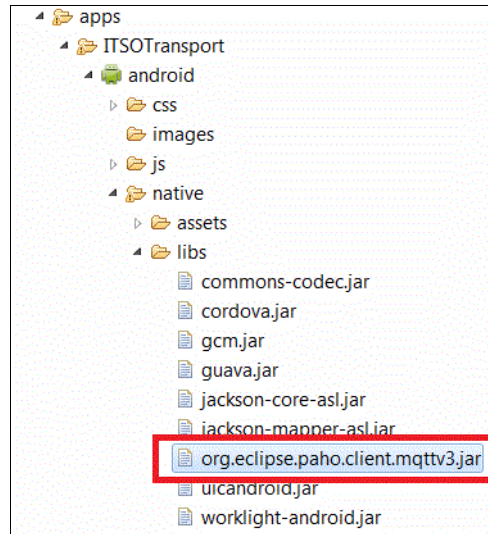 apps
ITSOTransport
android
css
images
js
native
assets
libs
commons-codec.jar
cordova.jar
gcm.jar
guava.jar
jackson-core-asl.jar
jackson-mapper-asl.jar
org.eclipse.paho.client.mqttv3.jar
uicandroid.jar
worklight-android.jar